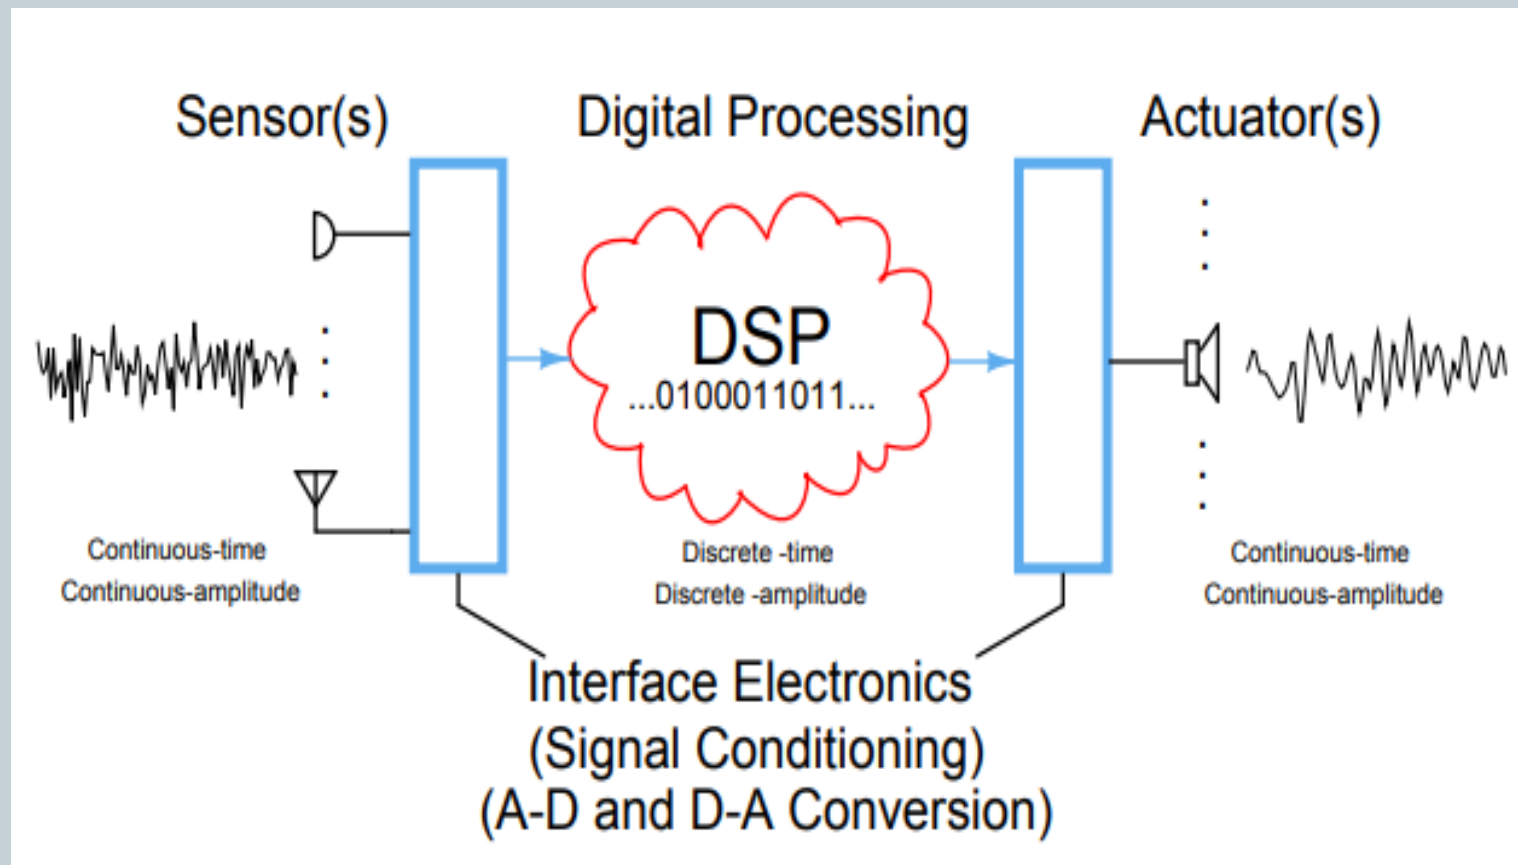 Sensor(s)
Digital Processing
Actuator(s)
DSP
...0100011011...
Continuous-time
Continuous-amplitude
Discrete -time
Discrete -amplitude
Continuous-time
Continuous-amplitude
Interface Electronics
(Signal Conditioning)
(A-D and D-A Conversion)